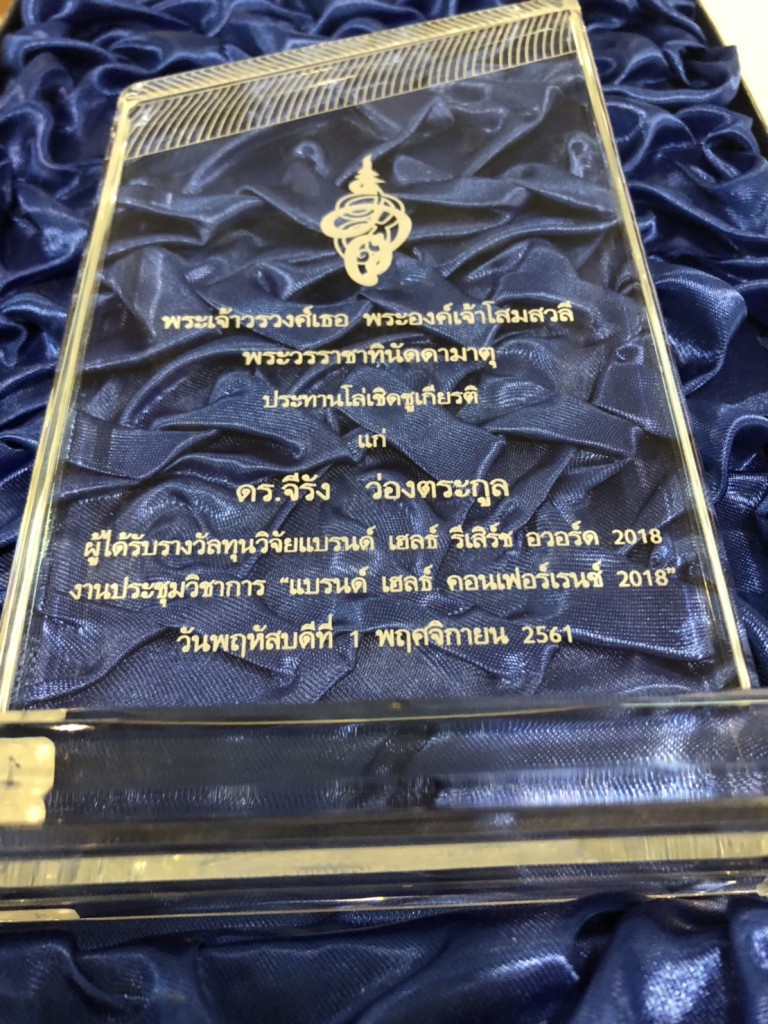 พระเจ้าวรวงศ์เธอ พระองค์เจ้าโสมสวลี
พระวรราชาทินัดดามาตุ
ประทานโล่เชิดชูเกียรติ
แก่
ดร.จีรัง ว่องตระกูล
ผู้ได้รับรางวัลทุนวิจัยแบรนด์ เฮลธ์ รีเสิร์ช อวอร์ด 2018
งานประชุมวิชาการ “แบรนด์ เฮลธ์ คอนเฟอร์เรนซ์ 2018”
วันพฤหัสบดีที่ 1 พฤศจิกายน 2561